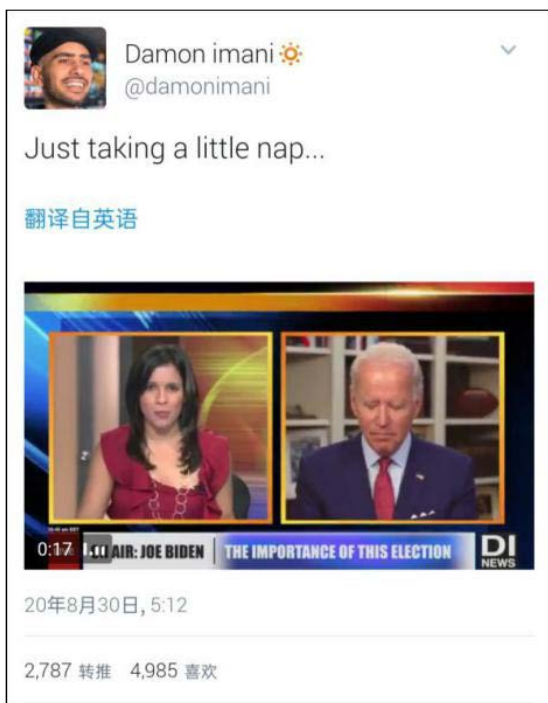 Damon imani
@damonimani
Just taking a little nap...
翻译自英语
0:17
AIR: JOE BIDEN
THE IMPORTANCE OF THIS ELECTION
DI
NEWS
20年8月30日, 5:12
2,787 转推 4,985 喜欢